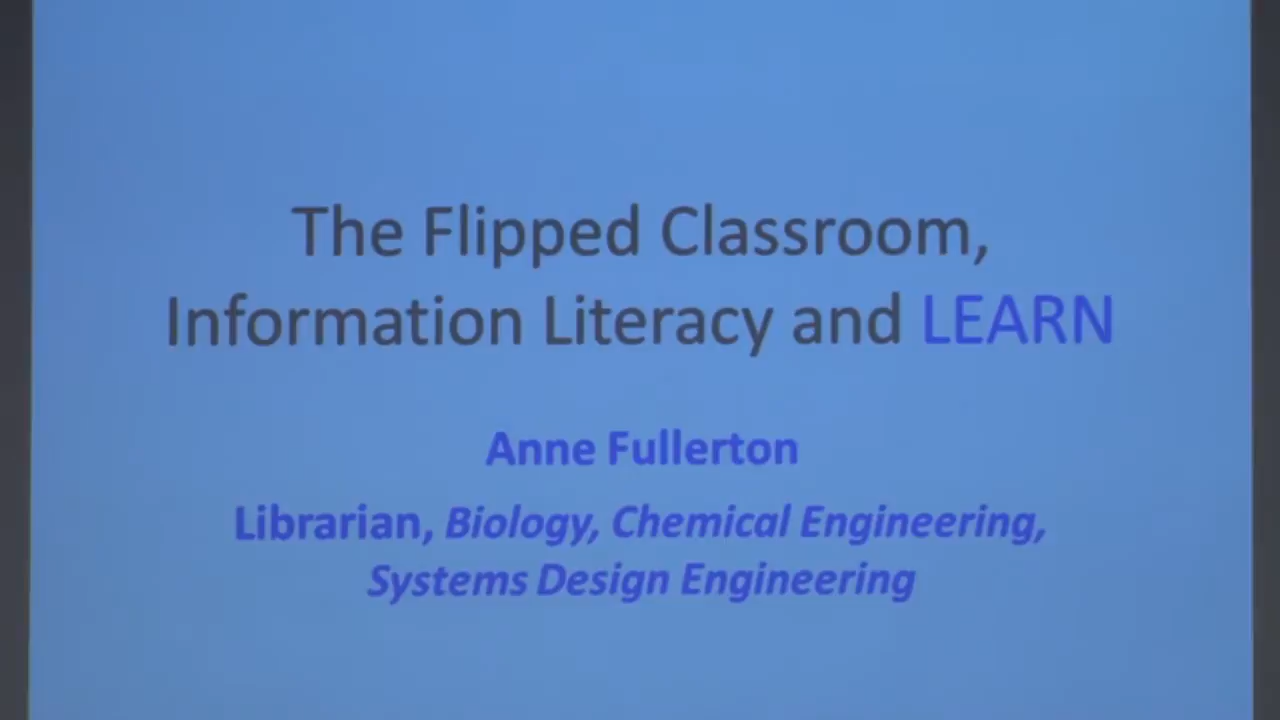 The Flipped Classroom,
Information Literacy and LEARN
Anne Fullerton
Librarian, Biology, Chemical Engineering,
Systems Design Engineering